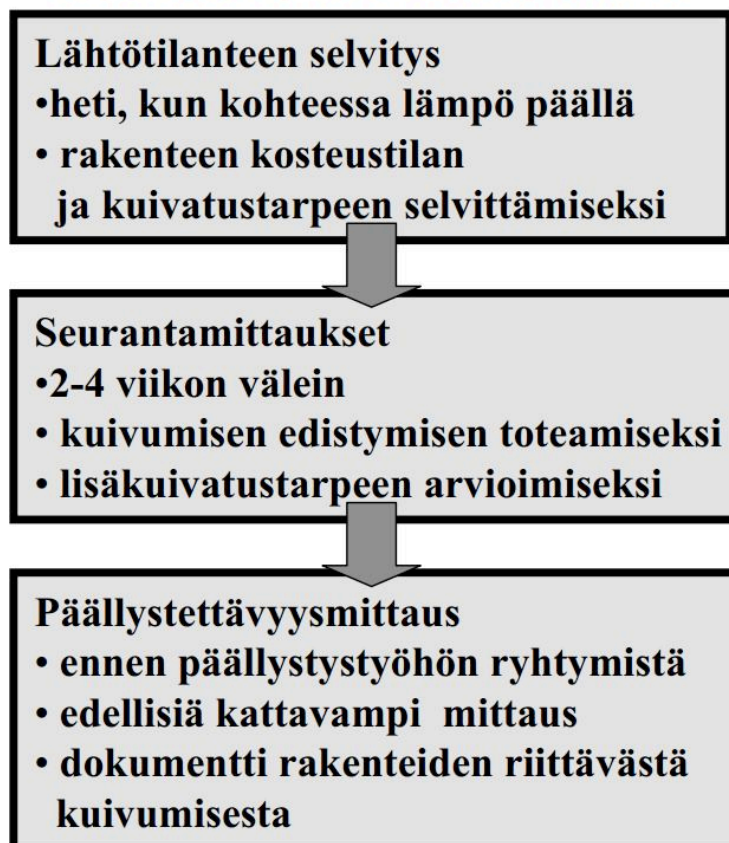 Lähtötilanteen selvitys
•heti, kun kohteessa lämpö päällä
• rakenteen kosteustilan
ja kuivatustarpeen selvittämiseksi
Seurantamittaukset
•2-4 viikon välein
• kuivumisen edistymisen toteamiseksi
• lisäkuivatustarpeen arvioimiseksi
Päällystettävyysmittaus
• ennen päällystystyöhön ryhtymistä
• edellisiä kattavampi mittaus
• dokumentti rakenteiden riittävästä
kuivumisesta